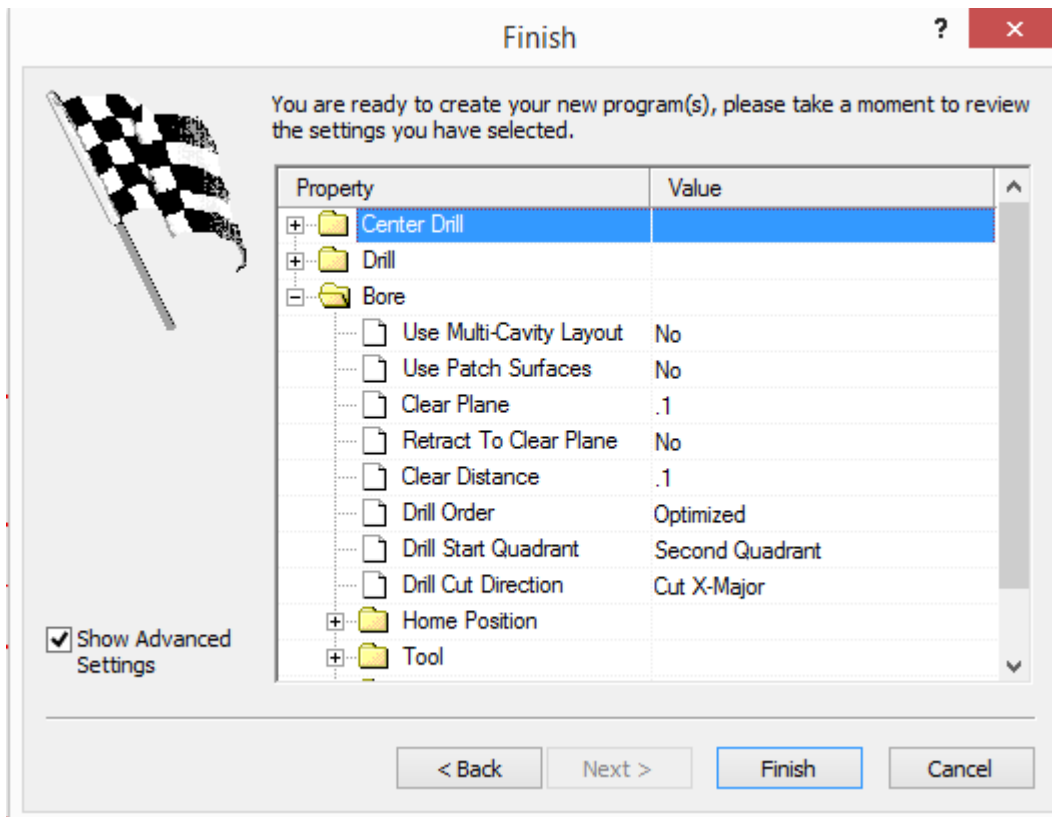 Finish
?
You are ready to create your new program(s), please take a moment to review
the settings you have selected.
Property Value
Center Drill
Drill
Bore
Use Multi-Cavity Layout No
Use Patch Surfaces No
Clear Plane .1
Retract To Clear Plane No
Clear Distance .1
Drill Order Optimized
Drill Start Quadrant Second Quadrant
Drill Cut Direction Cut X-Major
Home Position
Tool
Show Advanced
Settings
< Back Next > Finish Cancel